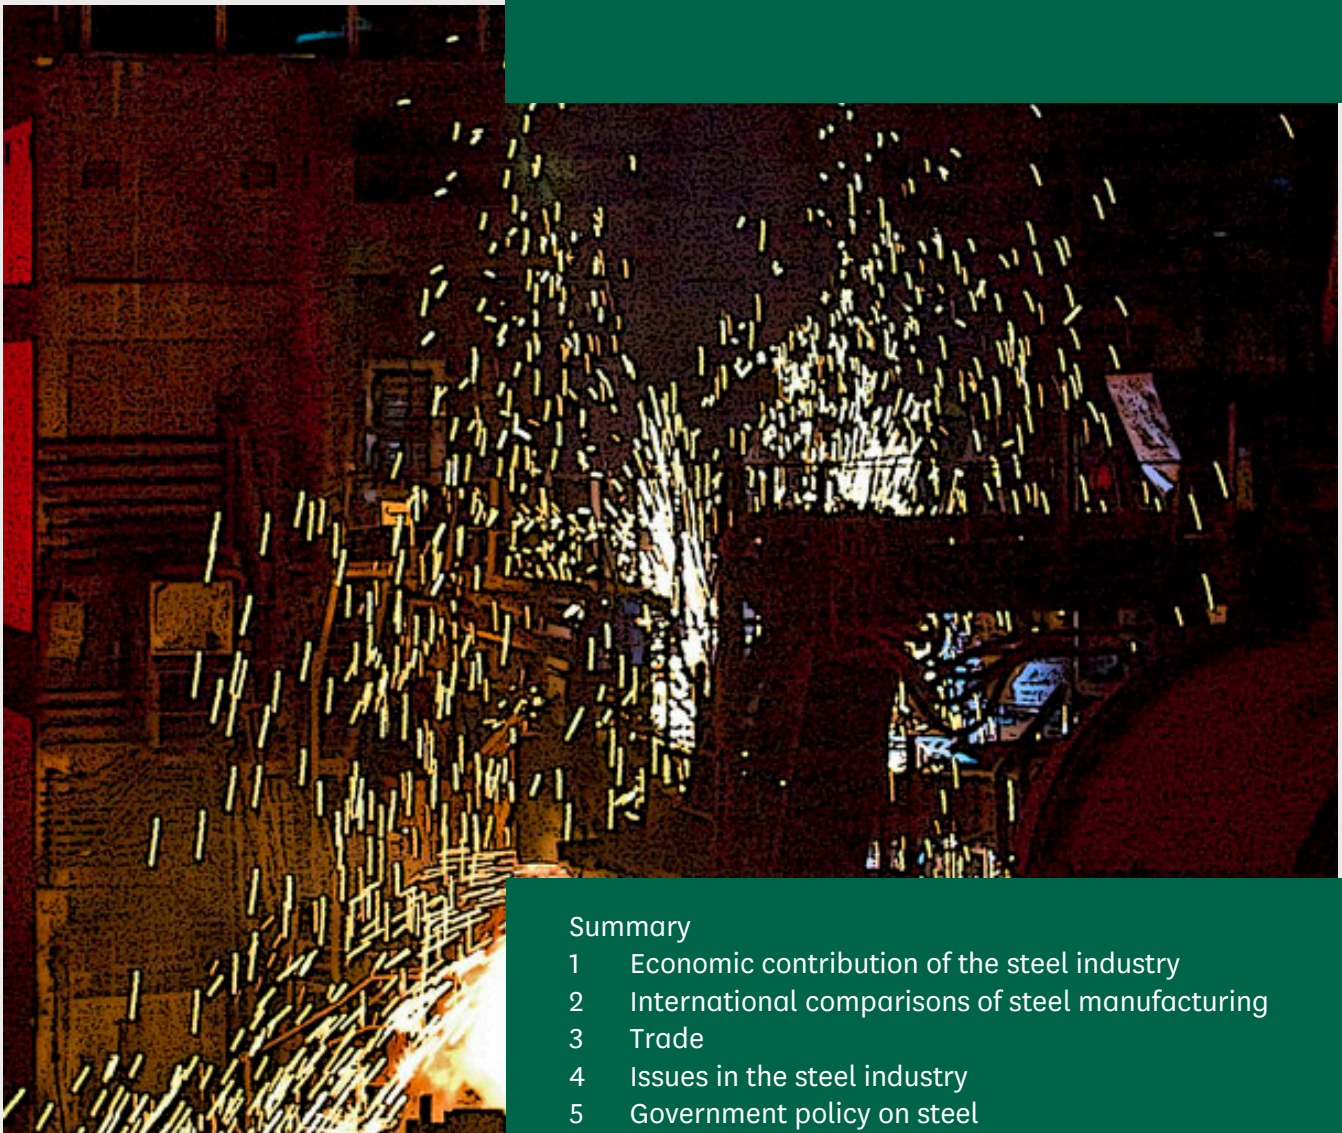 Summary
1 Economic contribution of the steel industry
2 International comparisons of steel manufacturing
3 Trade
4 Issues in the steel industry
5 Government policy on steel